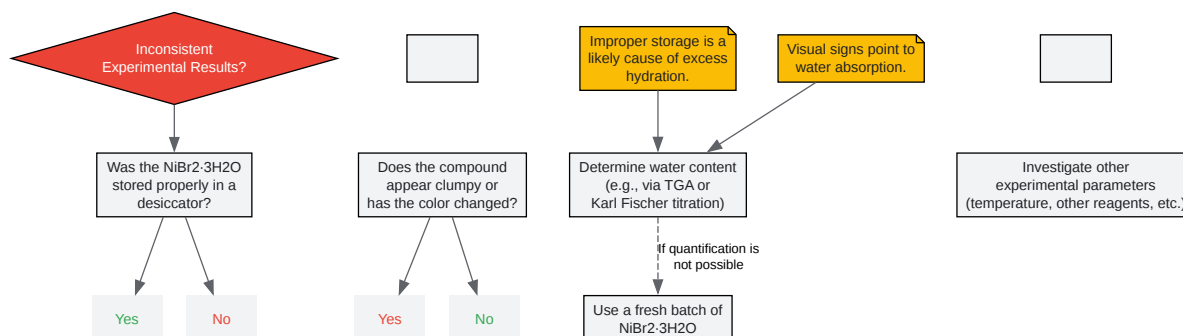 Inconsistent
Experimental Results?
Improper storage is a
likely cause of excess
hydration.
Visual signs point to
water absorption.
Was the NiBr2·3H2O
stored properly in a
desiccator?
Does the compound
appear clumpy or
has the color changed?
Determine water content
(e.g., via TGA or
Karl Fischer titration)
Investigate other
experimental parameters
(temperature, other reagents, etc.)
If quantification is
not possible
Yes
No
Yes
No
Use a fresh batch of
NiBr2·3H2O